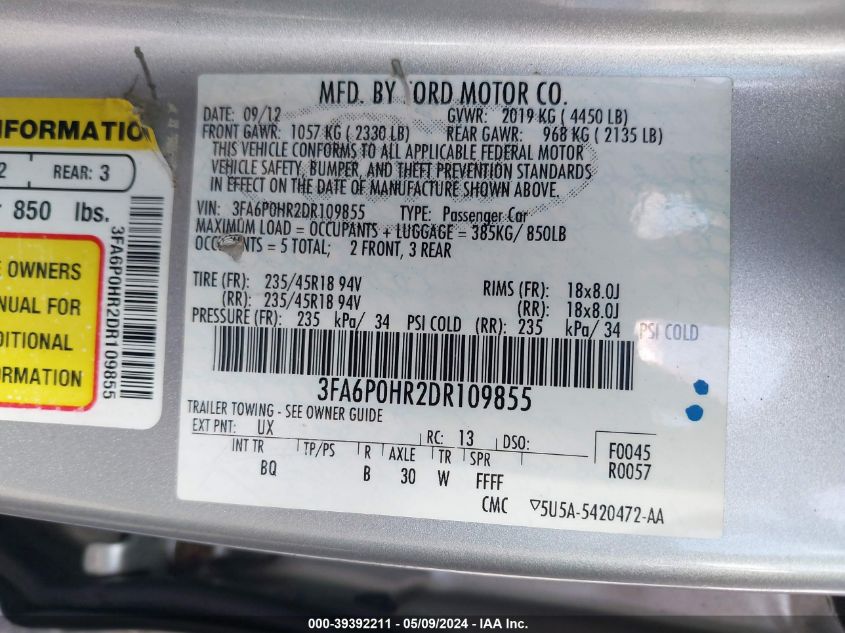 MFD. BY FORD MOTOR CO.
DATE: 09/12 GVWR: 2019 KG ( 4450 LB)
FRONT GAWR: 1057 KG ( 2330 LB) REAR GAWR: 968 KG ( 2135 LB)
THIS VEHICLE CONFORMS TO ALL APPLICABLE FEDERAL MOTOR
VEHICLE SAFETY, BUMPER, AND THEFT PREVENTION STANDARDS
IN EFFECT ON THE DATE OF MANUFACTURE SHOWN ABOVE.
VIN: 3FA6P0HR2DR109855 TYPE: Passenger Car
MAXIMUM LOAD = OCCUPANTS + LUGGAGE = 385KG/ 850LB
OCCUPANTS = 5 TOTAL; 2 FRONT, 3 REAR
TIRE (FR): 235/45R18 94V RIMS (FR): 18x8.0J
(RR): 235/45R18 94V (RR): 18x8.0J
PRESSURE (FR): 235 kPa/ 34 PSI COLD (RR): 235 kPa/ 34 PSI COLD
3FA6P0HR2DR109855
TRAILER TOWING - SEE OWNER GUIDE
EXT PNT: UX RC: 13 DSO: F0045
INT TR TP/PS R AXLE TR SPR R0057
BQ B 30 W FFFF
CMC ▽5U5A-5420472-AA
NFORMATIO
2 REAR: 3
850 lbs.
E OWNERS
ANUAL FOR
DITIONAL
ORMATION
3FA6P0HR2DR109855
000-39392211 - 05/09/2024 - IAA Inc.